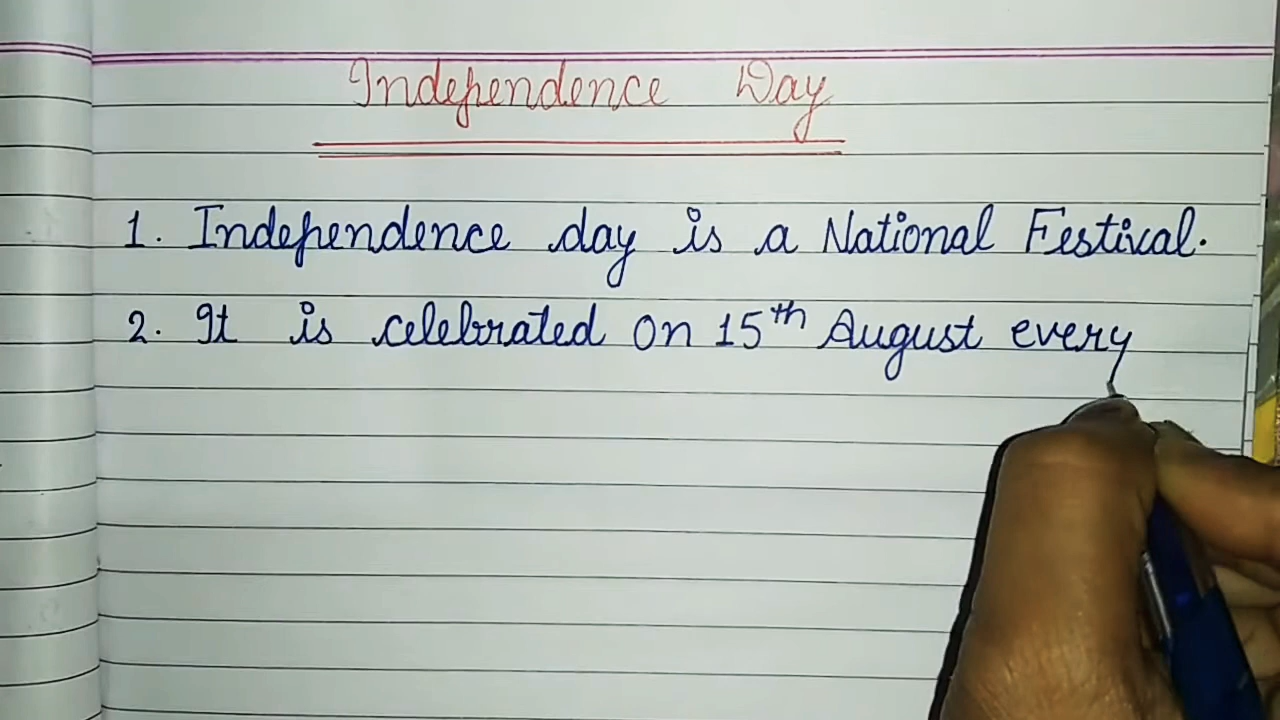 Independence Day
1. Independence day is a National Festival.
2. It is celebrated on 15th August every